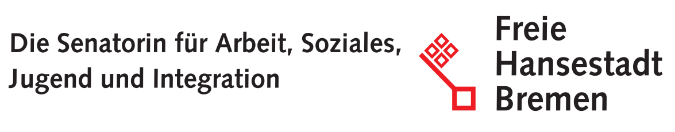 Die Senatorin für Arbeit, Soziales,
Jugend und Integration
Freie
Hansestadt
Bremen